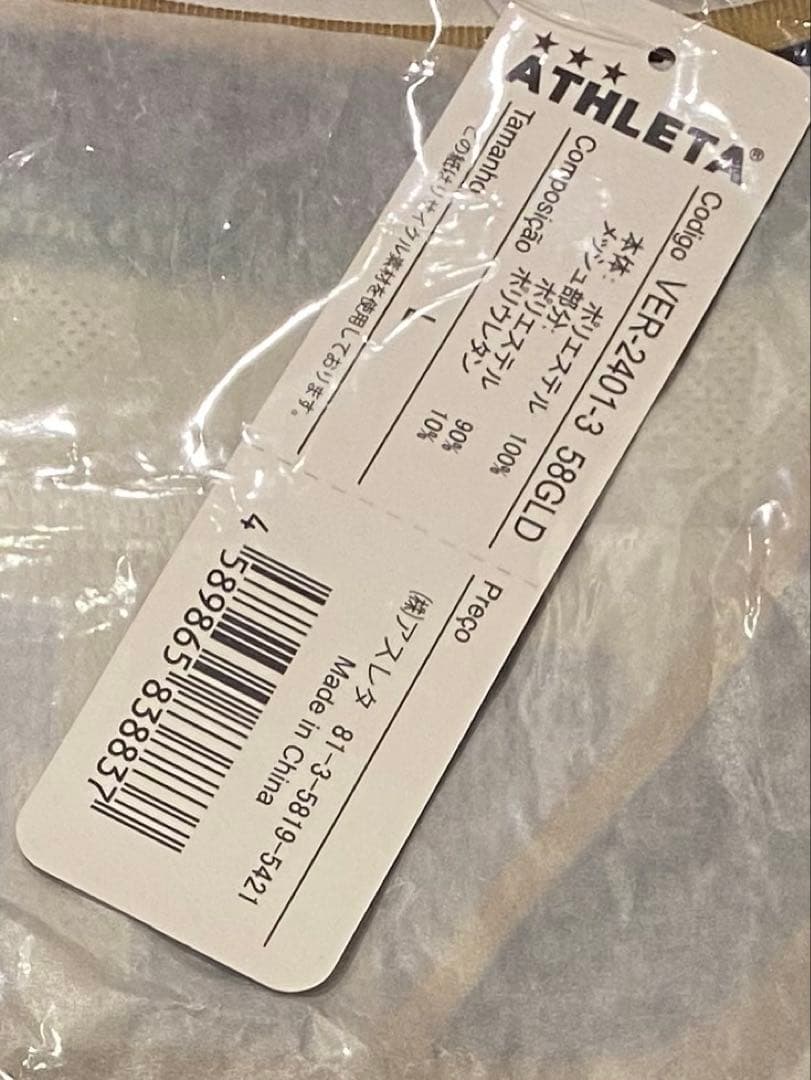 ★★★
ATHLETA®
Codigo VER-2401-3 58GLD
本体: ポリエステル 100%
メッシュ部分:
Composição ポリエステル 90%
ポリウレタン 10%
Tamanho L
この紙はリサイクル素材を使用しております。
Preço
㈱アスレタ 81-3-5819-5421
Made in China
4 589865 838837